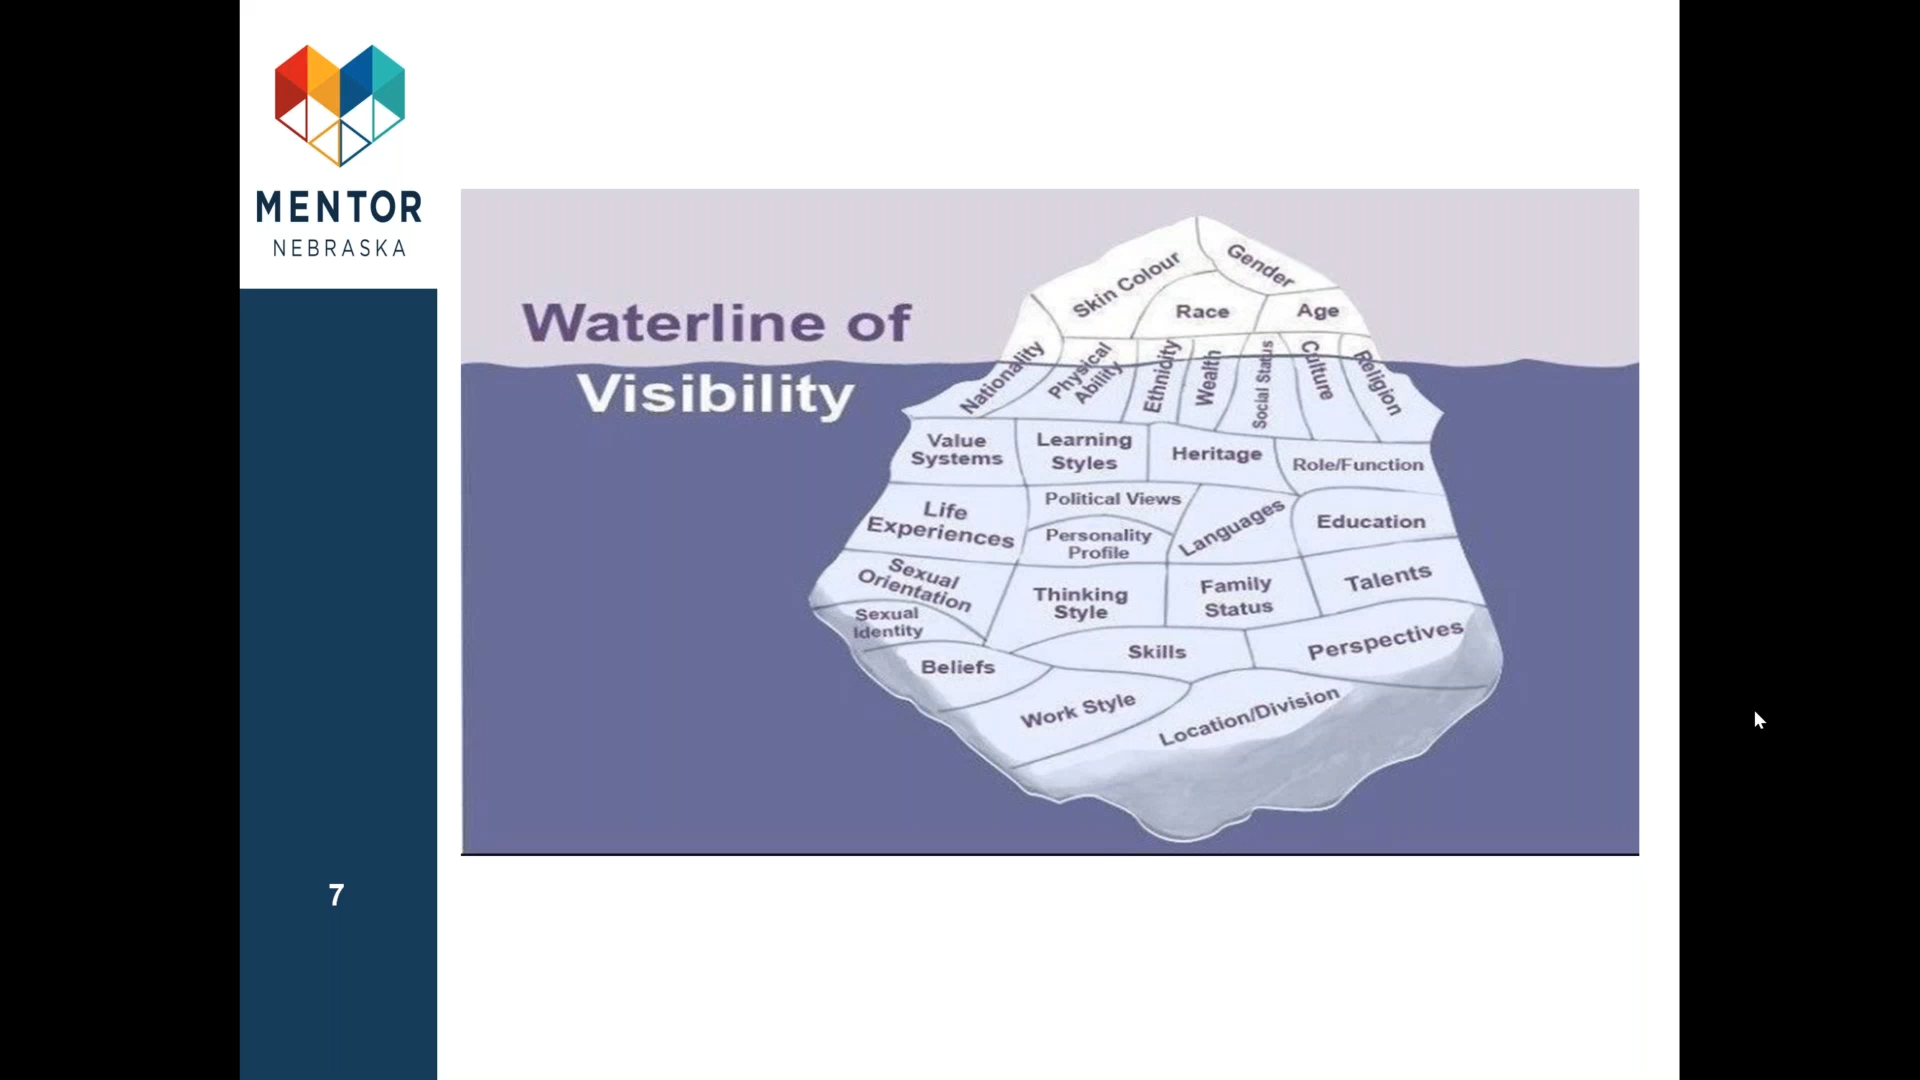 MENTOR
NEBRASKA
Waterline of
Visibility
Skin Colour
Gender
Race
Age
Nationality
Physical
Ability
Ethnicity
Wealth
Social Status
Culture
Religion
Value
Systems
Learning
Styles
Heritage
Role/Function
Life
Experiences
Political Views
Personality
Profile
Languages
Education
Sexual
Orientation
Sexual
Identity
Thinking
Style
Family
Status
Talents
Beliefs
Skills
Perspectives
Work Style
Location/Division
7